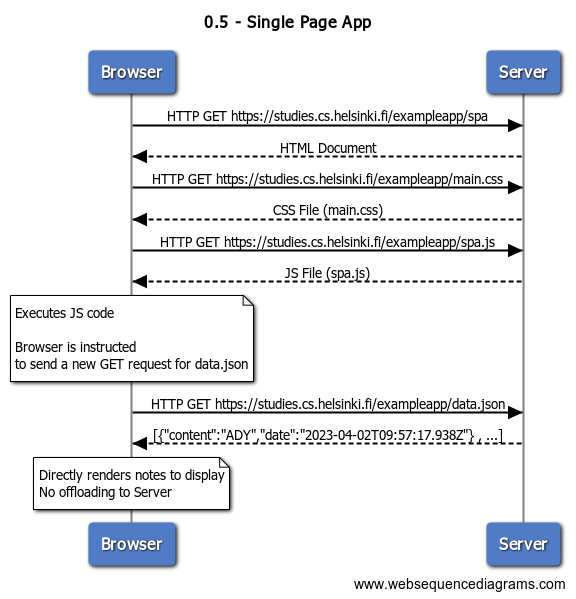 0.5 - Single Page App
Browser
Server
HTTP GET https://studies.cs.helsinki.fi/exampleapp/spa
HTML Document
HTTP GET https://studies.cs.helsinki.fi/exampleapp/main.css
CSS File (main.css)
HTTP GET https://studies.cs.helsinki.fi/exampleapp/spa.js
JS File (spa.js)
Executes JS code
Browser is instructed
to send a new GET request for data.json
HTTP GET https://studies.cs.helsinki.fi/exampleapp/data.json
[{"content":"ADY","date":"2023-04-02T09:57:17.938Z"} , ...]
Directly renders notes to display
No offloading to Server
Browser
Server
www.websequencediagrams.com